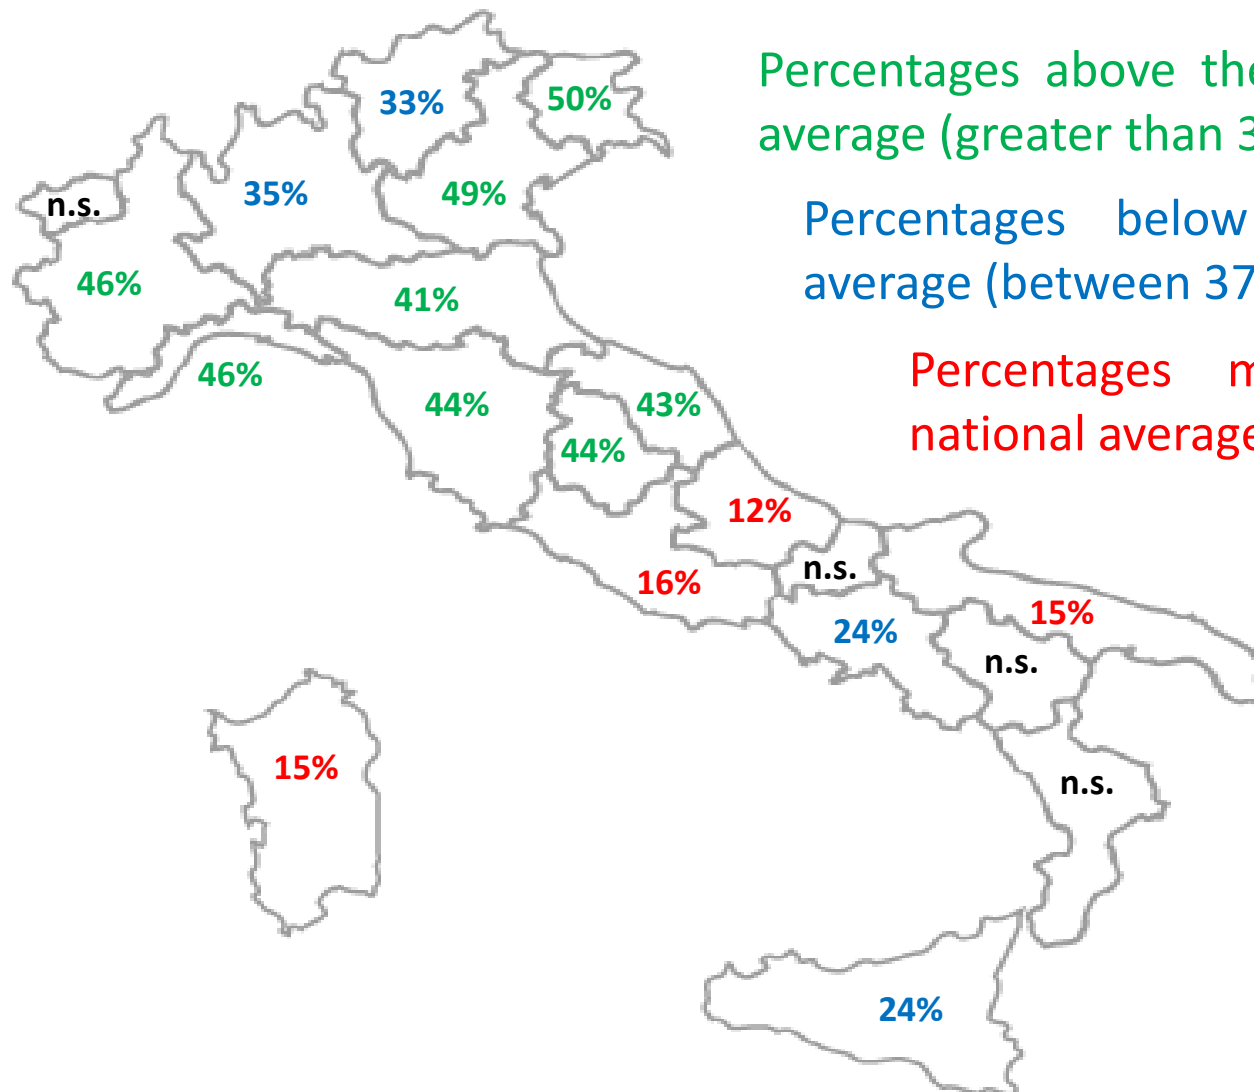 Percentages above the
average (greater than 3
Percentages below
average (between 37
Percentages m
national average
33%
50%
35%
49%
n.s.
46%
41%
46%
44%
43%
44%
12%
n.s.
16%
24%
15%
n.s.
15%
n.s.
24%